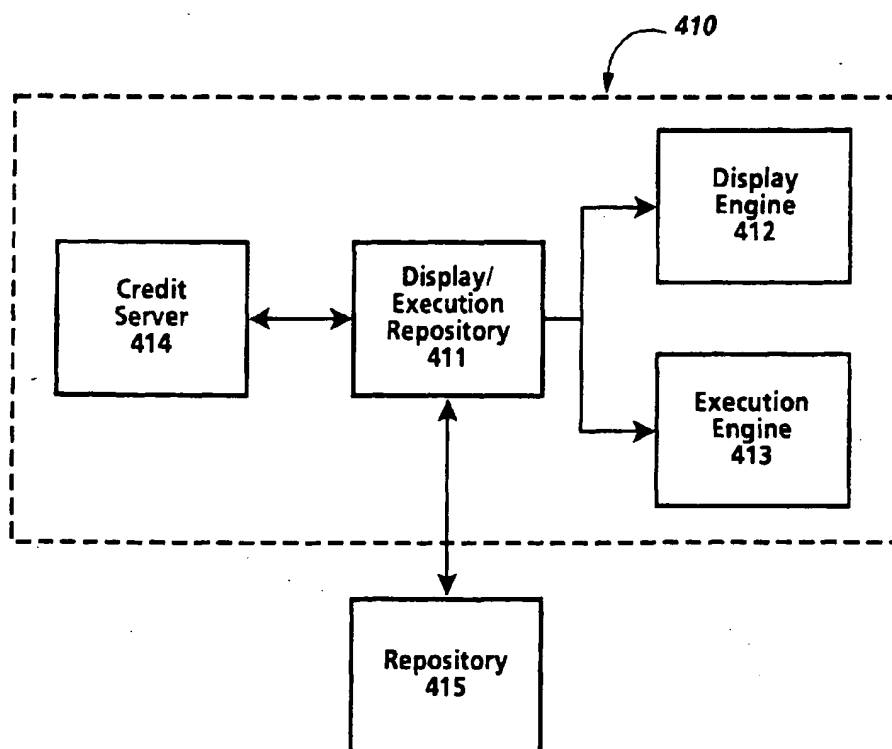 410
Display
Engine
412
Credit
Server
414
Display/
Execution
Repository
411
Execution
Engine
413
Repository
415